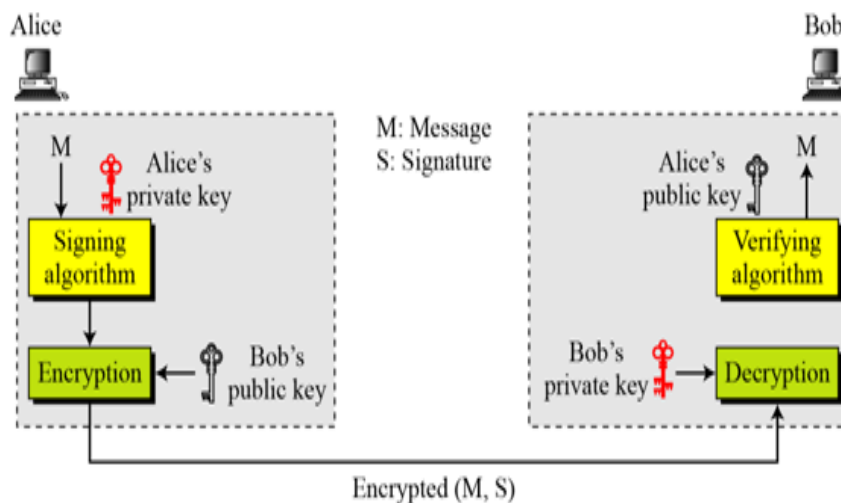 Alice
Bob
M: Message
S: Signature
M
Alice's
private key
Signing
algorithm
Encryption
Bob's
public key
Alice's
public key
M
Verifying
algorithm
Bob's
private key
Decryption
Encrypted (M, S)